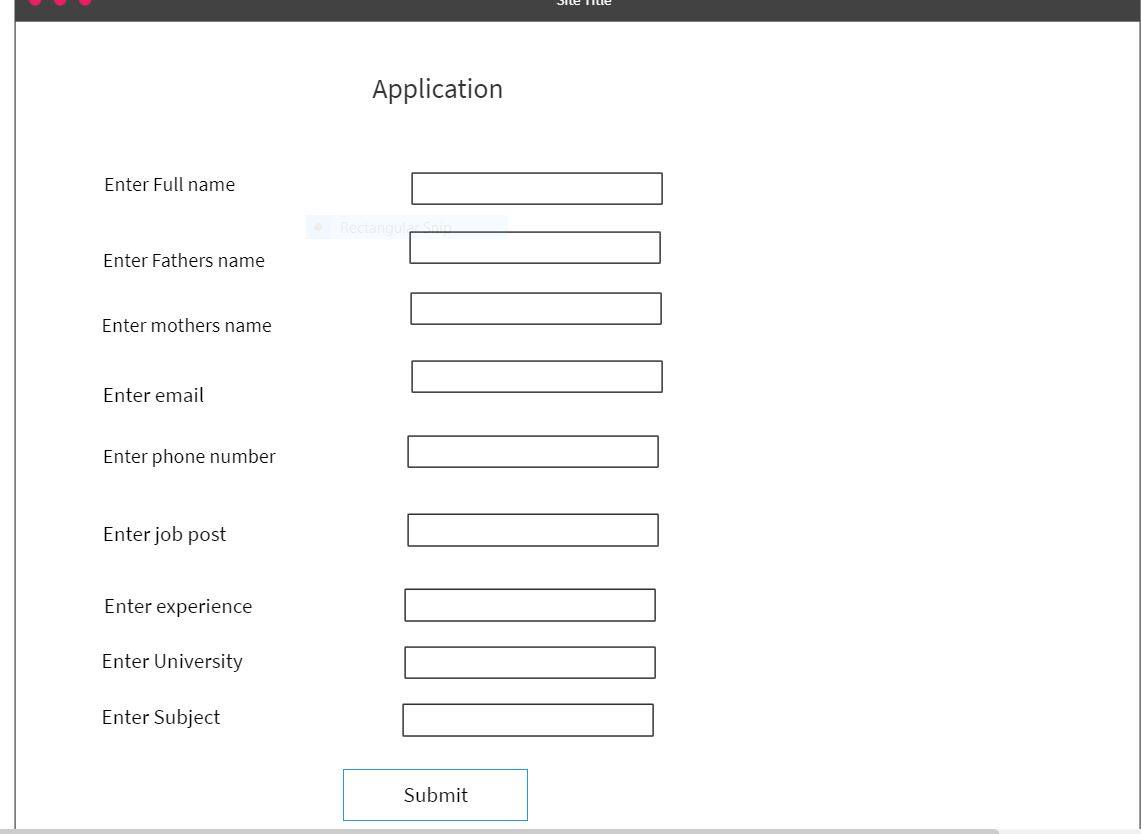 Site Title
Application
Enter Full name
Rectangular Snip
Enter Fathers name
Enter mothers name
Enter email
Enter phone number
Enter job post
Enter experience
Enter University
Enter Subject
Submit